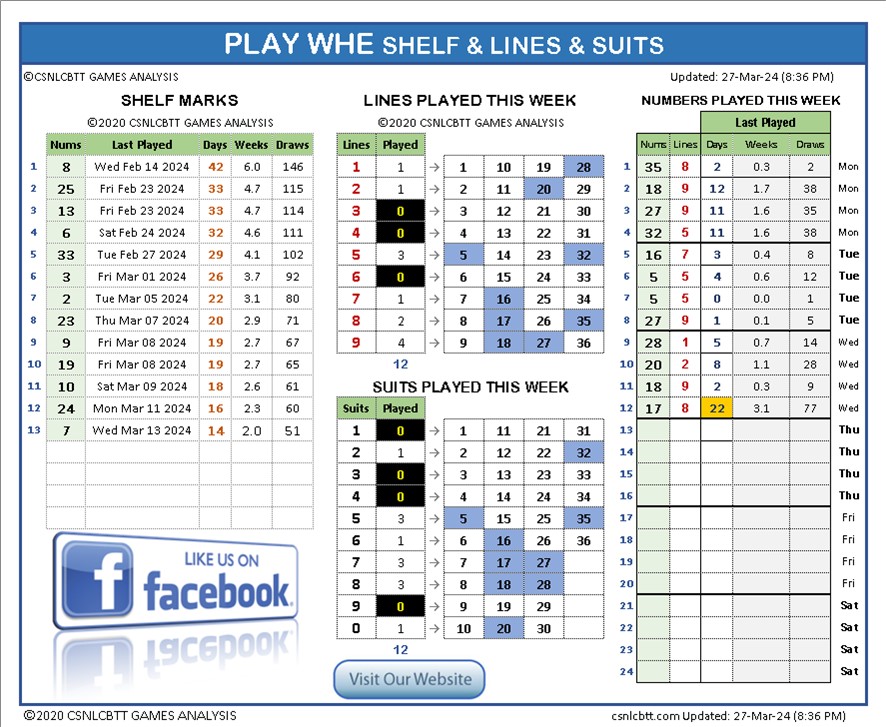 PLAY WHE SHELF & LINES & SUITS
©CSNLCBTT GAMES ANALYSIS
Updated: 27-Mar-24 (8:36 PM)
SHELF MARKS
©2020 CSNLCBTT GAMES ANALYSIS
Nums Last Played Days Weeks Draws
1 8 Wed Feb 14 2024 42 6.0 146
2 25 Fri Feb 23 2024 33 4.7 115
3 13 Fri Feb 23 2024 33 4.7 114
4 6 Sat Feb 24 2024 32 4.6 111
5 33 Tue Feb 27 2024 29 4.1 102
6 3 Fri Mar 01 2024 26 3.7 92
7 2 Tue Mar 05 2024 22 3.1 80
8 23 Thu Mar 07 2024 20 2.9 71
9 9 Fri Mar 08 2024 19 2.7 67
10 19 Fri Mar 08 2024 19 2.7 65
11 10 Sat Mar 09 2024 18 2.6 61
12 24 Mon Mar 11 2024 16 2.3 60
13 7 Wed Mar 13 2024 14 2.0 51
LIKE US ON
facebook
LINES PLAYED THIS WEEK
©2020 CSNLCBTT GAMES ANALYSIS
Lines Played
1 1 → 1 10 19 28
2 1 → 2 11 20 29
3 0 → 3 12 21 30
4 0 → 4 13 22 31
5 3 → 5 14 23 32
6 0 → 6 15 24 33
7 1 → 7 16 25 34
8 2 → 8 17 26 35
9 4 → 9 18 27 36
12
SUITS PLAYED THIS WEEK
Suits Played
1 0 → 1 11 21 31
2 1 → 2 12 22 32
3 0 → 3 13 23 33
4 0 → 4 14 24 34
5 3 → 5 15 25 35
6 1 → 6 16 26 36
7 3 → 7 17 27
8 3 → 8 18 28
9 0 → 9 19 29
0 1 → 10 20 30
12
Visit Our Website
NUMBERS PLAYED THIS WEEK
Last Played
Nums Lines Days Weeks Draws
1 35 8 2 0.3 2 Mon
2 18 9 12 1.7 38 Mon
3 27 9 11 1.6 35 Mon
4 32 5 11 1.6 38 Mon
5 16 7 3 0.4 8 Tue
6 5 5 4 0.6 12 Tue
7 5 5 0 0.0 1 Tue
8 27 9 1 0.1 5 Tue
9 28 1 5 0.7 14 Wed
10 20 2 8 1.1 28 Wed
11 18 9 2 0.3 9 Wed
12 17 8 22 3.1 77 Wed
13 Thu
14 Thu
15 Thu
16 Thu
17 Fri
18 Fri
19 Fri
20 Fri
21 Sat
22 Sat
23 Sat
24 Sat
©2020 CSNLCBTT GAMES ANALYSIS
csnlcbtt.com Updated: 27-Mar-24 (8:36 PM)